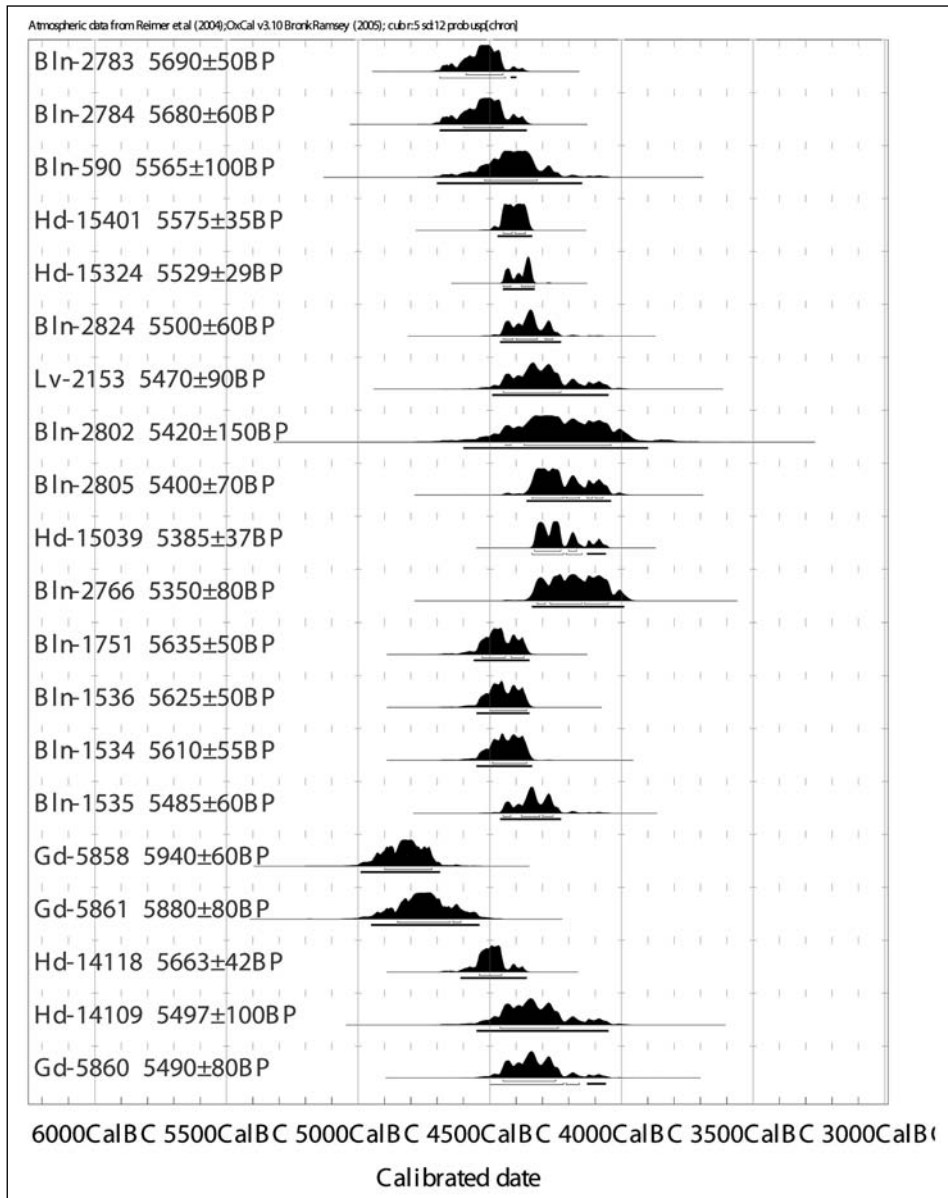 Atmospheric data from Reimer et al (2004);OxCal v3.10 Bronk Ramsey (2005); cub r:5 sd:12 prob usp[chron]
Bln-2783 5690±50BP
Bln-2784 5680±60BP
Bln-590 5565±100BP
Hd-15401 5575±35BP
Hd-15324 5529±29BP
Bln-2824 5500±60BP
Lv-2153 5470±90BP
Bln-2802 5420±150BP
Bln-2805 5400±70BP
Hd-15039 5385±37BP
Bln-2766 5350±80BP
Bln-1751 5635±50BP
Bln-1536 5625±50BP
Bln-1534 5610±55BP
Bln-1535 5485±60BP
Gd-5858 5940±60BP
Gd-5861 5880±80BP
Hd-14118 5663±42BP
Hd-14109 5497±100BP
Gd-5860 5490±80BP
6000CalBC 5500CalBC 5000CalBC 4500CalBC 4000CalBC 3500CalBC 3000CalBC
Calibrated date